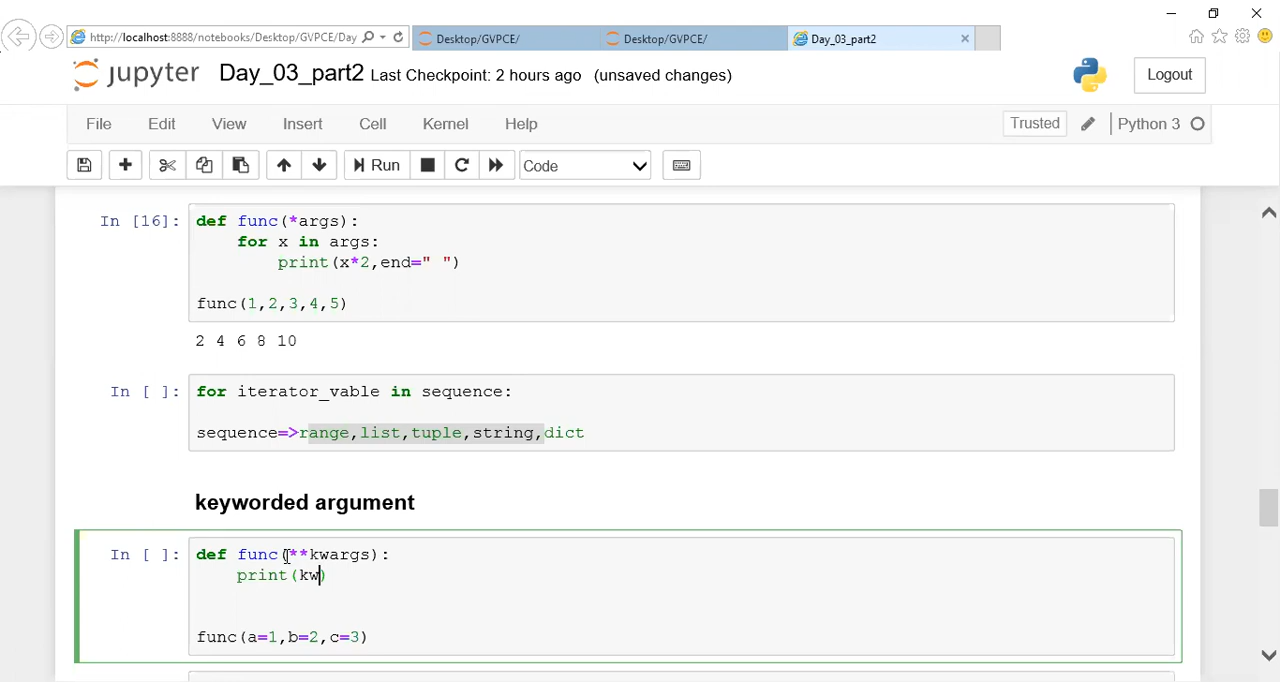 http://localhost:8888/notebooks/Desktop/GVPCE/Day
Desktop/GVPCE/
Desktop/GVPCE/
Day_03_part2
jupyter Day_03_part2 Last Checkpoint: 2 hours ago (unsaved changes)
Logout
File Edit View Insert Cell Kernel Help
Trusted
Python 3
Run
Code
In [16]: def func(*args):
for x in args:
print(x*2,end=" ")
func(1,2,3,4,5)
2 4 6 8 10
In [ ]: for iterator_vable in sequence:
sequence=>range,list,tuple,string,dict
keyworded argument
In [ ]: def func(**kwargs):
print(kw)
func(a=1,b=2,c=3)